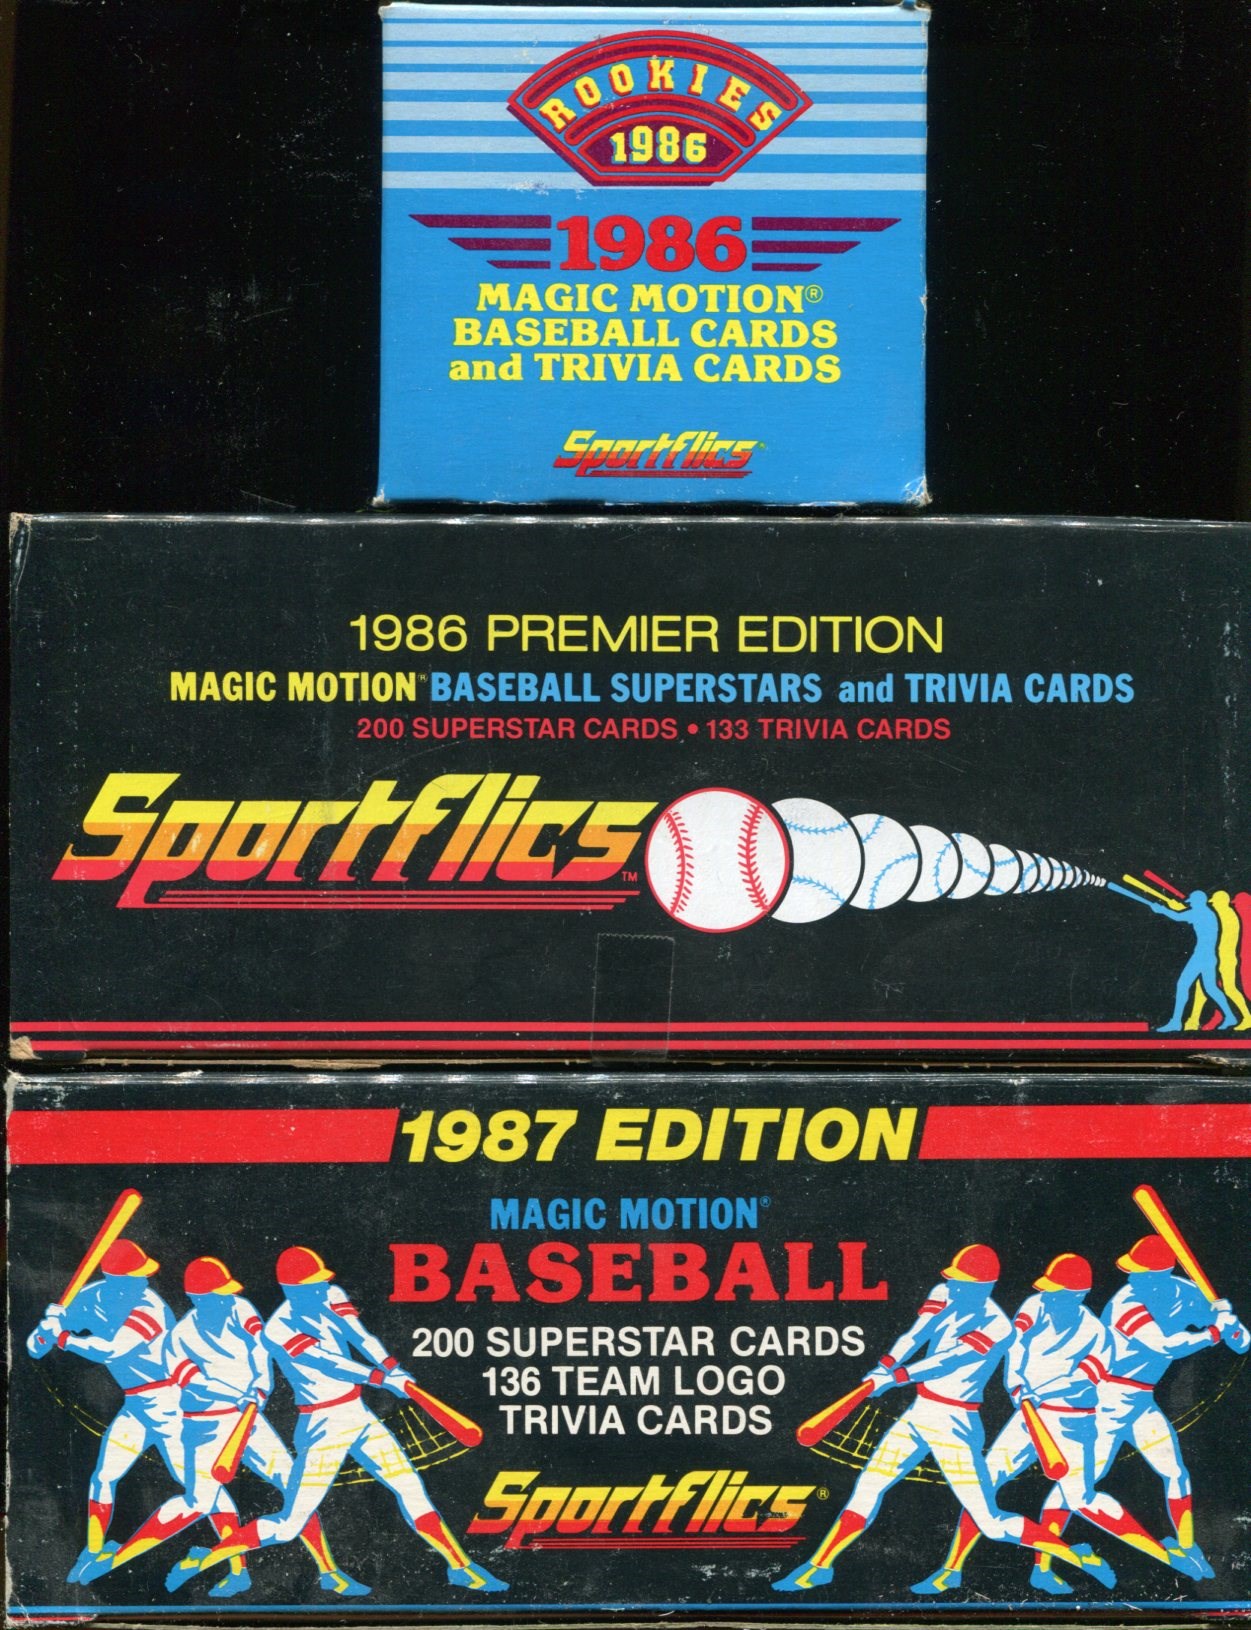 ROOKIES
1986
1986
MAGIC MOTION®
BASEBALL CARDS
and TRIVIA CARDS
Sportflics
1986 PREMIER EDITION
MAGIC MOTION® BASEBALL SUPERSTARS and TRIVIA CARDS
200 SUPERSTAR CARDS • 133 TRIVIA CARDS
Sportflics™
1987 EDITION
MAGIC MOTION®
BASEBALL
200 SUPERSTAR CARDS
136 TEAM LOGO
TRIVIA CARDS
Sportflics®